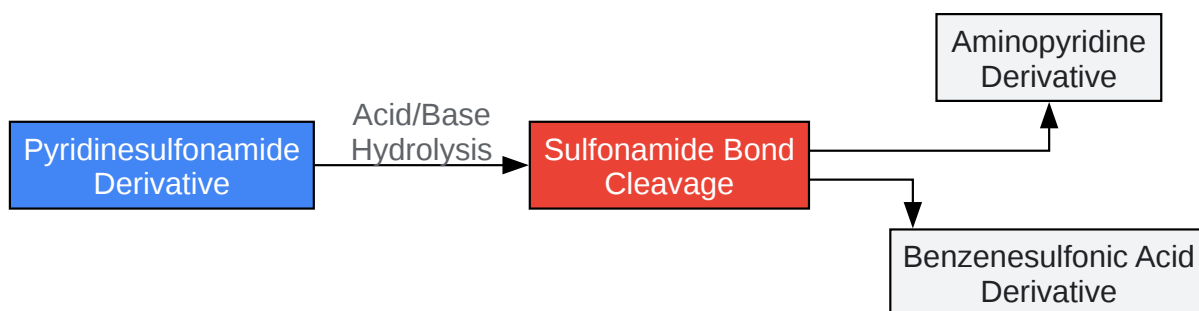 Pyridinesulfonamide
Derivative
Acid/Base
Hydrolysis
Sulfonamide Bond
Cleavage
Aminopyridine
Derivative
Benzenesulfonic Acid
Derivative